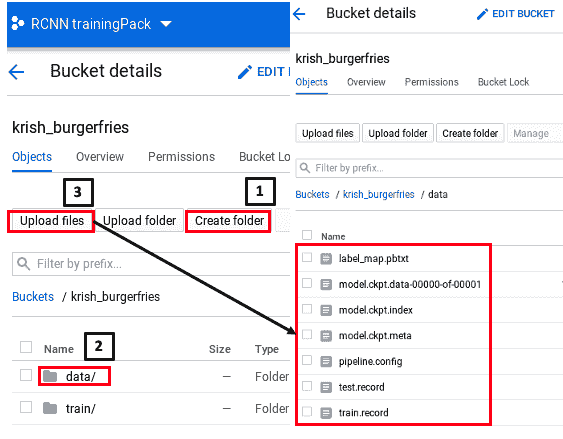 RCNN trainingPack
Bucket details
EDIT
krish_burgerfries
Objects Overview Permissions Bucket Lo
3
1
Upload files Upload folder Create folder
Filter by prefix...
Buckets / krish_burgerfries
2
Name Size Type
data/ — Folder
train/ — Folder
Bucket details
EDIT BUCKET
krish_burgerfries
Objects Overview Permissions Bucket Lock
Upload files Upload folder Create folder Manage
Filter by prefix...
Buckets / krish_burgerfries / data
Name
label_map.pbtxt
model.ckpt.data-00000-of-00001
model.ckpt.index
model.ckpt.meta
pipeline.config
test.record
train.record